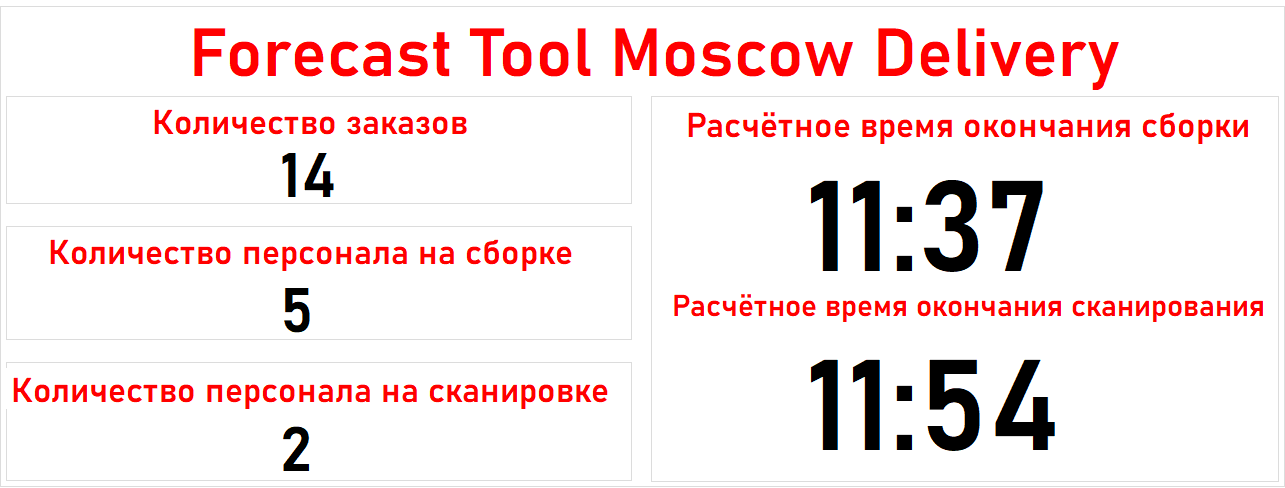 Forecast Tool Moscow Delivery
Количество заказов
14
Количество персонала на сборке
5
Количество персонала на сканировке
2
Расчётное время окончания сборки
11:37
Расчётное время окончания сканирования
11:54